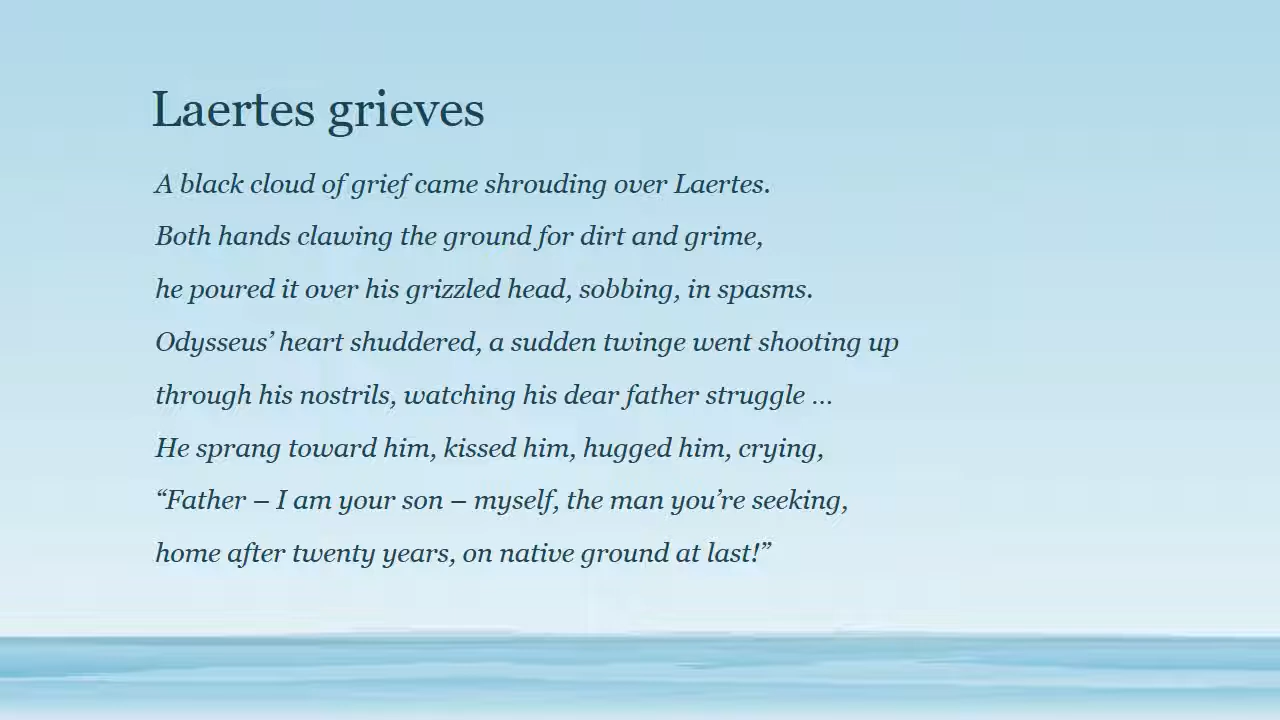 Laertes grieves
A black cloud of grief came shrouding over Laertes.
Both hands clawing the ground for dirt and grime,
he poured it over his grizzled head, sobbing, in spasms.
Odysseus’ heart shuddered, a sudden twinge went shooting up
through his nostrils, watching his dear father struggle ...
He sprang toward him, kissed him, hugged him, crying,
“Father – I am your son – myself, the man you’re seeking,
home after twenty years, on native ground at last!”